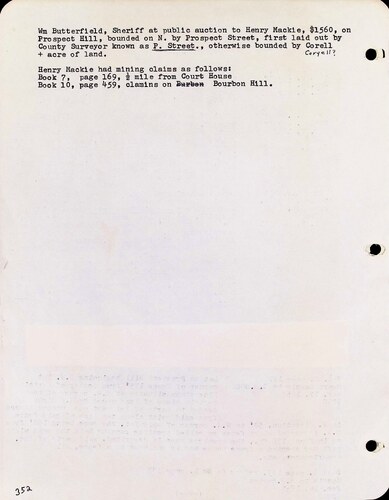 Wm Butterfield, Sheriff at public auction to Henry Mackie, $1560, on
Prospect Hill, bounded on N. by Prospect Street, first laid out by
County Surveyor known as P. Street., otherwise bounded by Corell
Coryell?
+ acre of land.
Henry Mackie had mining claims as follows:
Book 7, page 169, ½ mile from Court House
Book 10, page 459, clamins on Burbon Bourbon Hill.
352